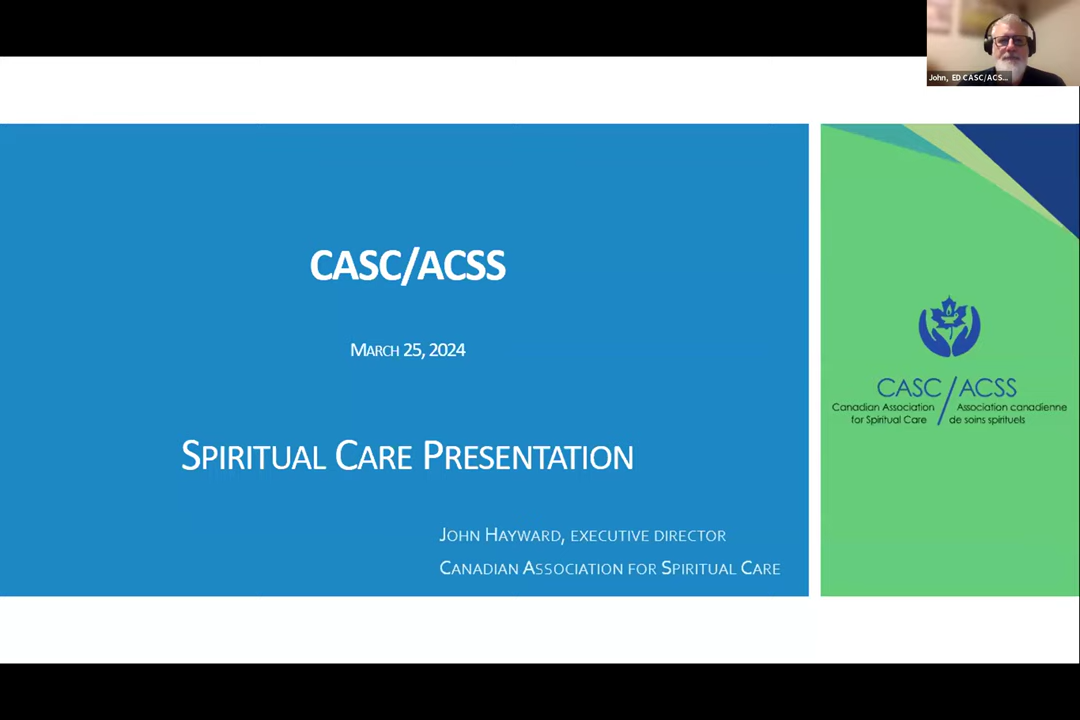 John, ED CASC/ACS...
CASC/ACSS
MARCH 25, 2024
SPIRITUAL CARE PRESENTATION
JOHN HAYWARD, EXECUTIVE DIRECTOR
CANADIAN ASSOCIATION FOR SPIRITUAL CARE
CASC/ACSS
Canadian Association / Association canadienne
for Spiritual Care / de soins spirituels